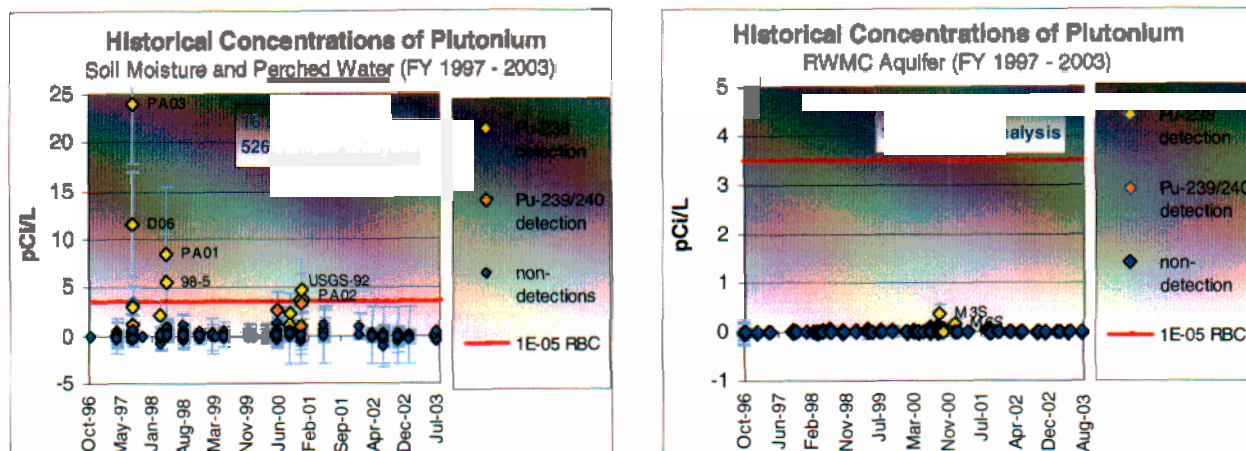 Historical Concentrations of Plutonium
Soil Moisture and Perched Water (FY 1997 - 2003)
pCi/L
25
20
15
10
5
0
-5
PA03
D06
PA01
98-5
USGS-92
PA02
526
Oct-96
May-97
Jan-98
Aug-98
Mar-99
Nov-99
Jun-00
Feb-01
Sep-01
Apr-02
Dec-02
Jul-03
Pu-238
detection
Pu-239/240
detection
non-
detections
1E-05 RBC
Historical Concentrations of Plutonium
RWMC Aquifer (FY 1997 - 2003)
pCi/L
5
4
3
2
1
0
-1
M3S
Oct-96
Jun-97
Feb-98
Nov-98
Jul-99
Mar-00
Nov-00
Jul-01
Apr-02
Dec-02
Aug-03
Pu-238
detection
Pu-239/240
detection
non-
detection
1E-05 RBC